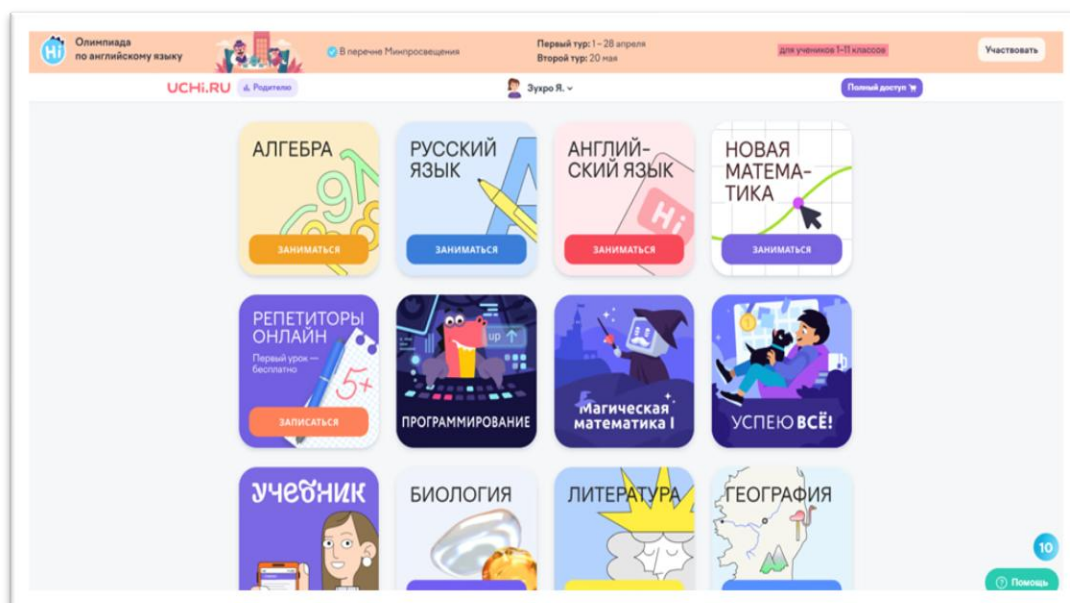 Hi
Олимпиада
по английскому языку
В перечне Минпросвещения
Первый тур: 1 – 28 апреля
Второй тур: 20 мая
для учеников 1–11 классов
Участвовать
UCHi.RU
Родителю
Зухро Я.
Полный доступ
АЛГЕБРА
ЗАНИМАТЬСЯ
РУССКИЙ
ЯЗЫК
ЗАНИМАТЬСЯ
АНГЛИЙ-
СКИЙ ЯЗЫК
Hi
ЗАНИМАТЬСЯ
НОВАЯ
МАТЕМА-
ТИКА
ЗАНИМАТЬСЯ
РЕПЕТИТОРЫ
ОНЛАЙН
Первый урок —
бесплатно
5+
ЗАПИСАТЬСЯ
up
ПРОГРАММИРОВАНИЕ
Магическая
математика I
УСПЕЮ ВСЁ!
учебник
БИОЛОГИЯ
ЛИТЕРАТУРА
ГЕОГРАФИЯ
10
Помощь